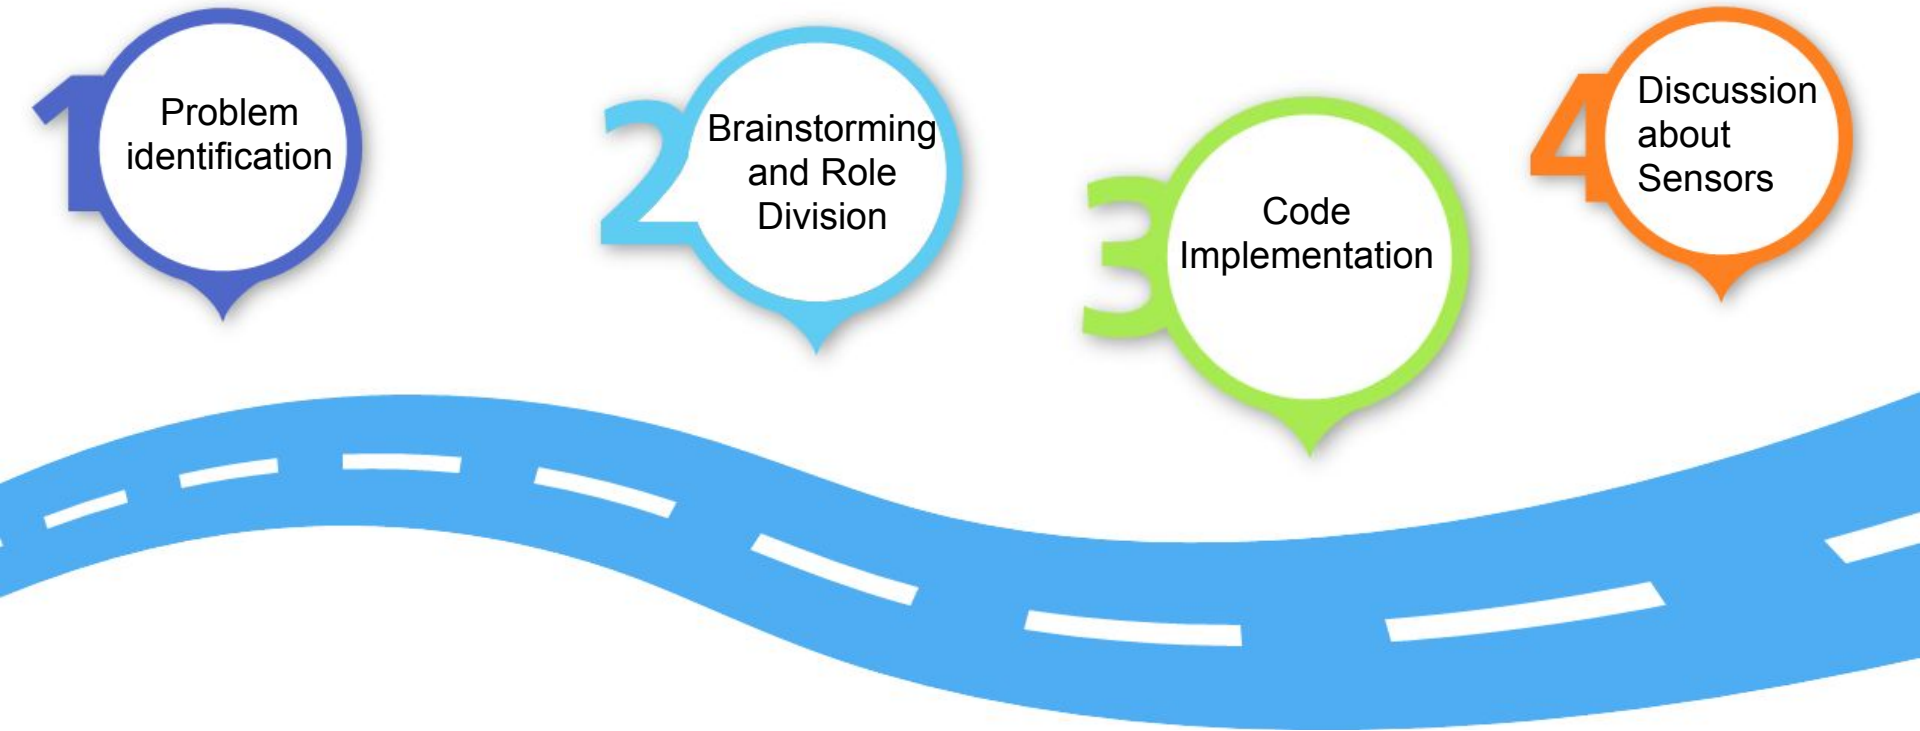 1
Problem
identification
2
Brainstorming
and Role
Division
3
Code
Implementation
4
Discussion
about
Sensors